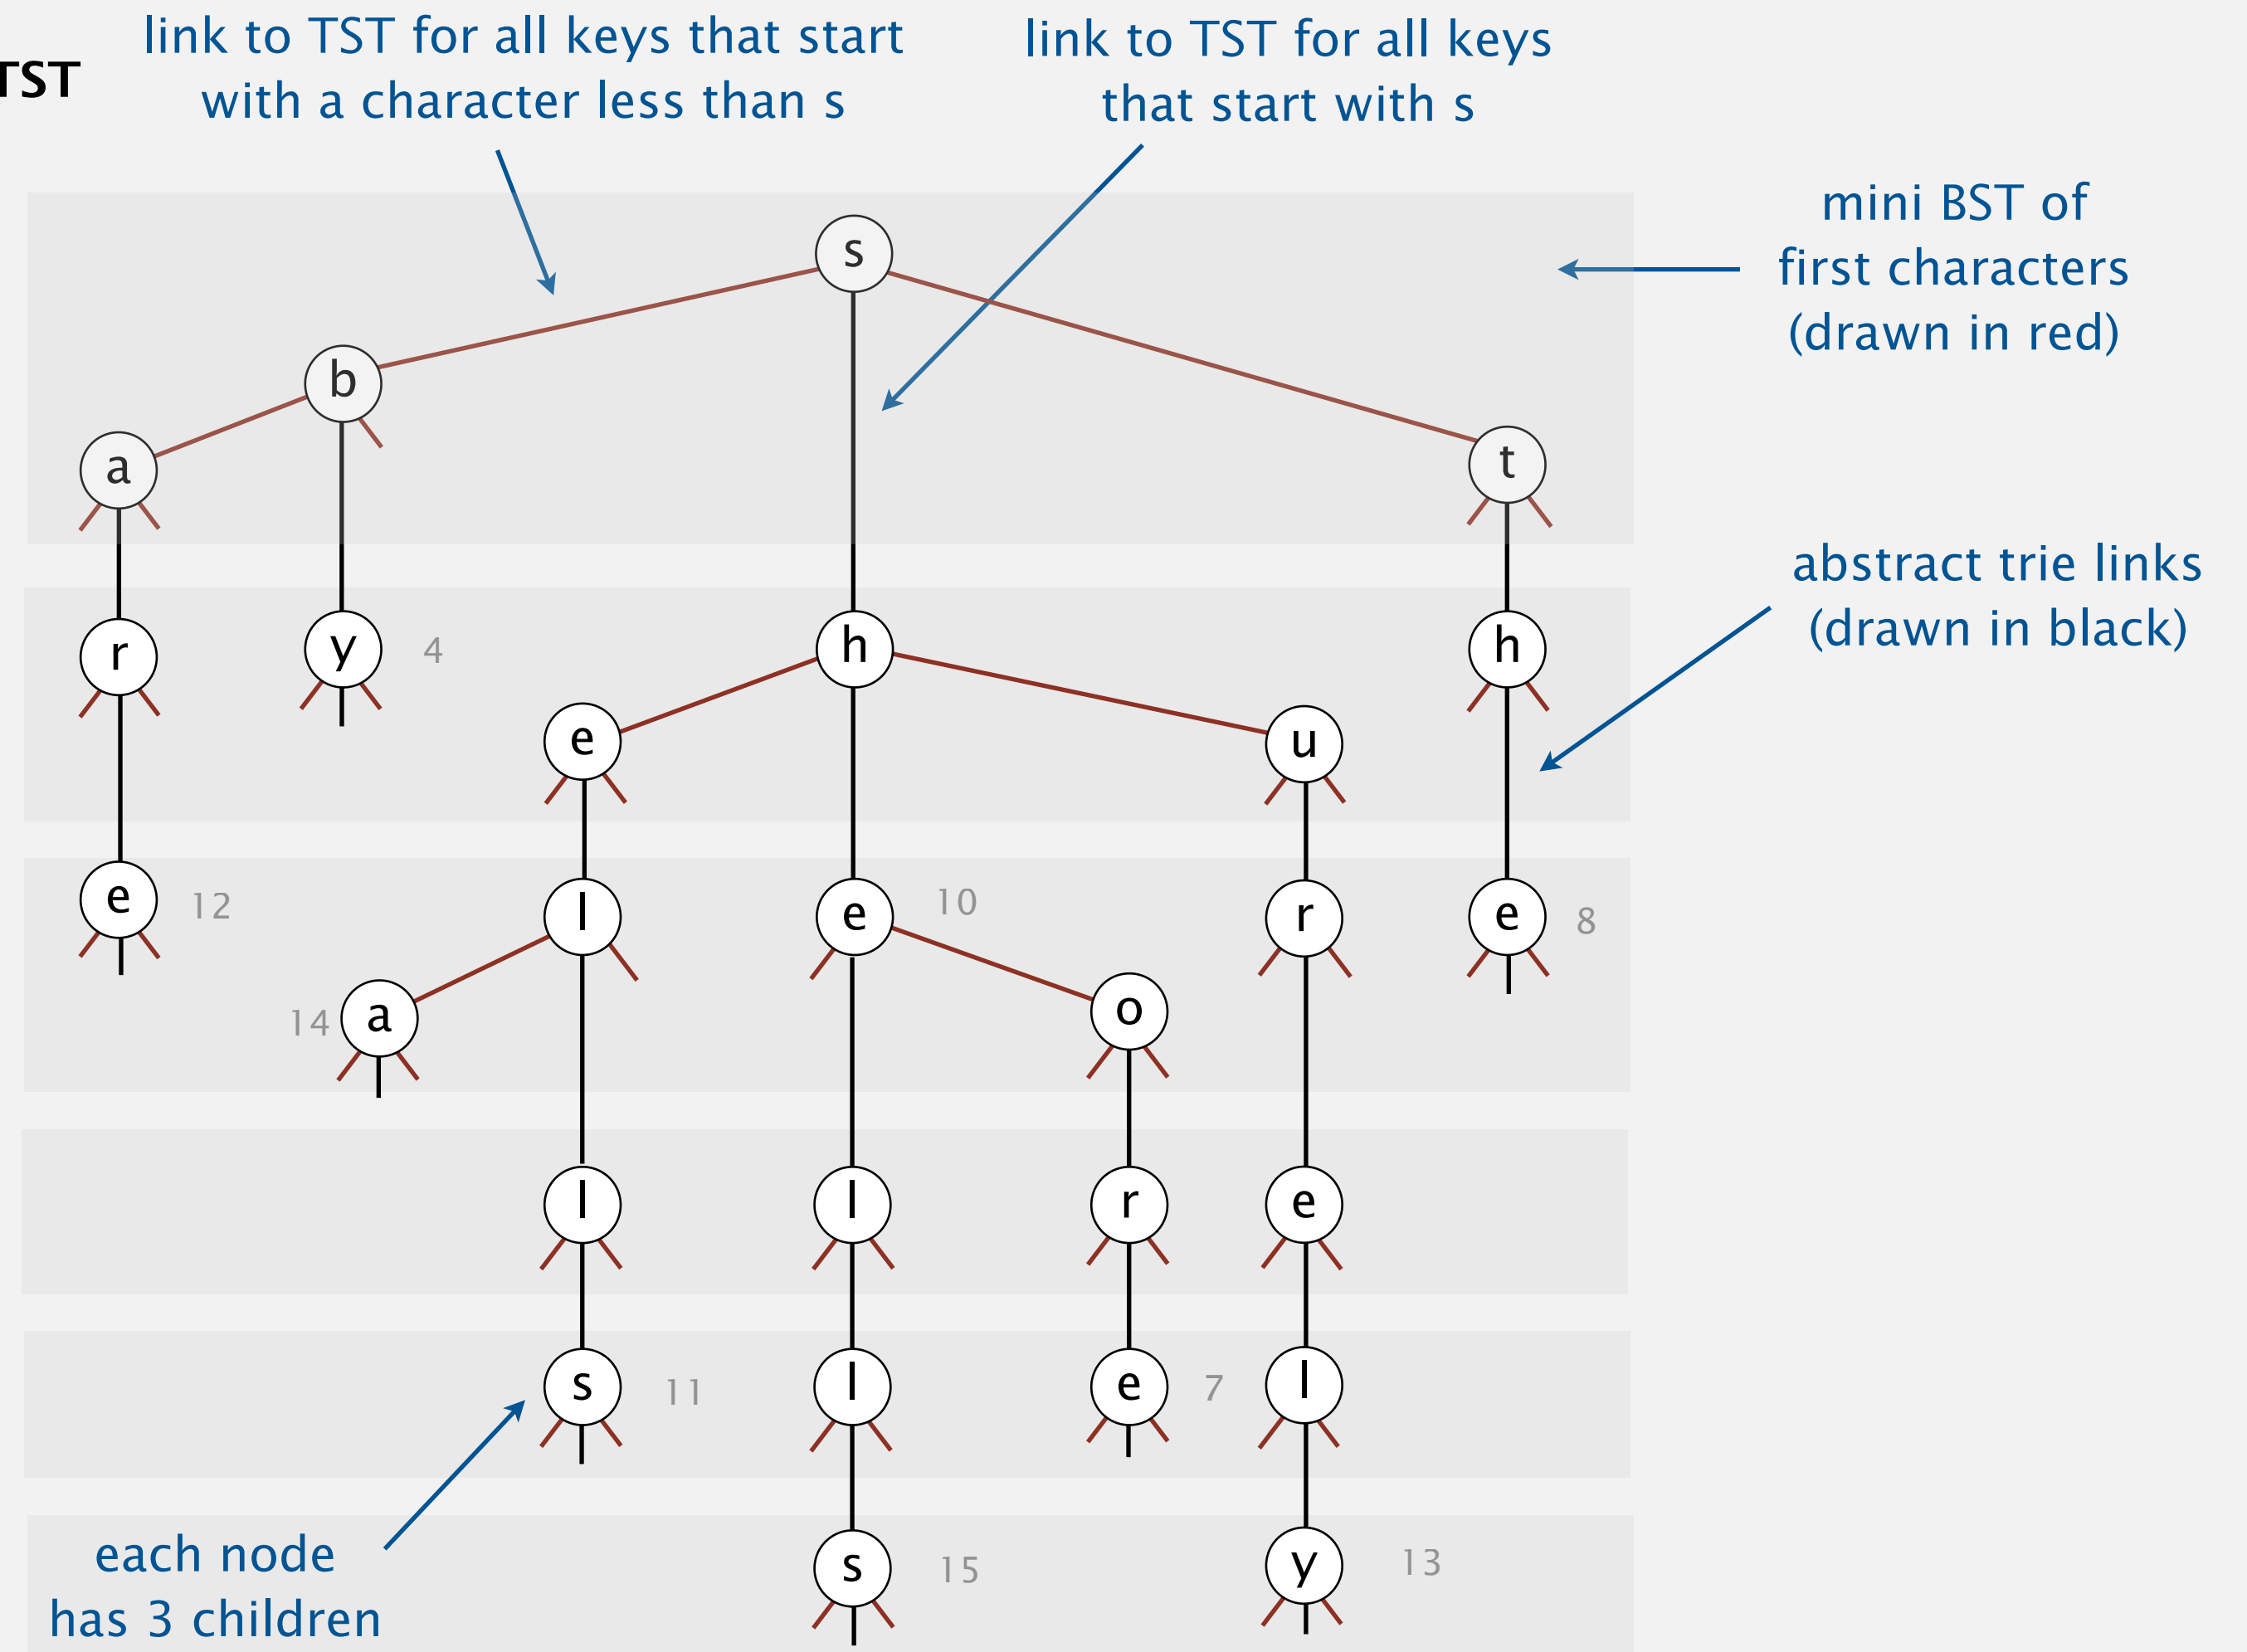 TST
link to TST for all keys that start
with a character less than s
link to TST for all keys
that start with s
mini BST of
first characters
(drawn in red)
s
b
a
t
abstract trie links
(drawn in black)
r
y 4
h
h
e
u
e 12
l
e 10
r
e 8
14 a
o
l
l
r
e
s 11
l
e 7
l
each node
has 3 children
s 15
y 13